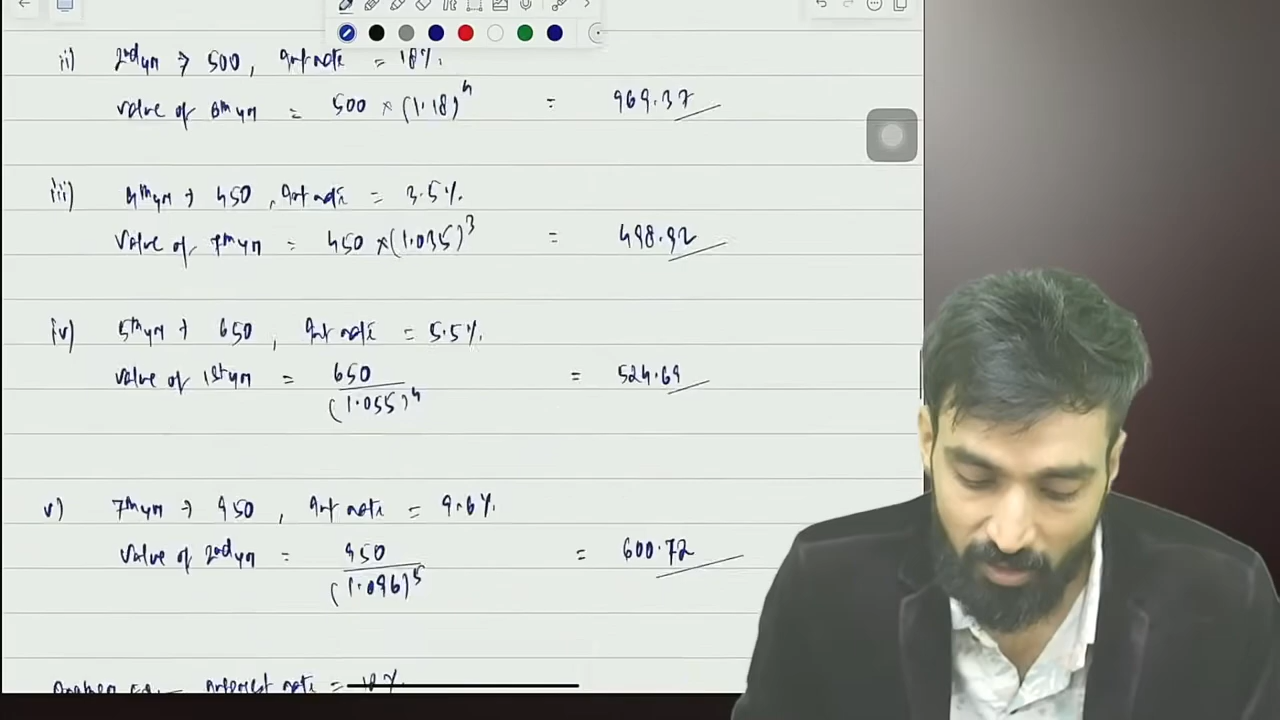 ii) 2nd yr → 500, Int rate = 18%.
value of 6th yr = 500 × (1.18)^4 = 969.37
iii) 4th yr → 450, Int rate = 3.5%.
value of 7th yr = 450 × (1.035)^3 = 498.92
iv) 5th yr → 650, Int rate = 5.5%.
value of 1st yr = 650 / (1.055)^4 = 524.69
v) 7th yr → 950, Int rate = 9.6%.
value of 2nd yr = 950 / (1.096)^5 = 600.72
interest rate =